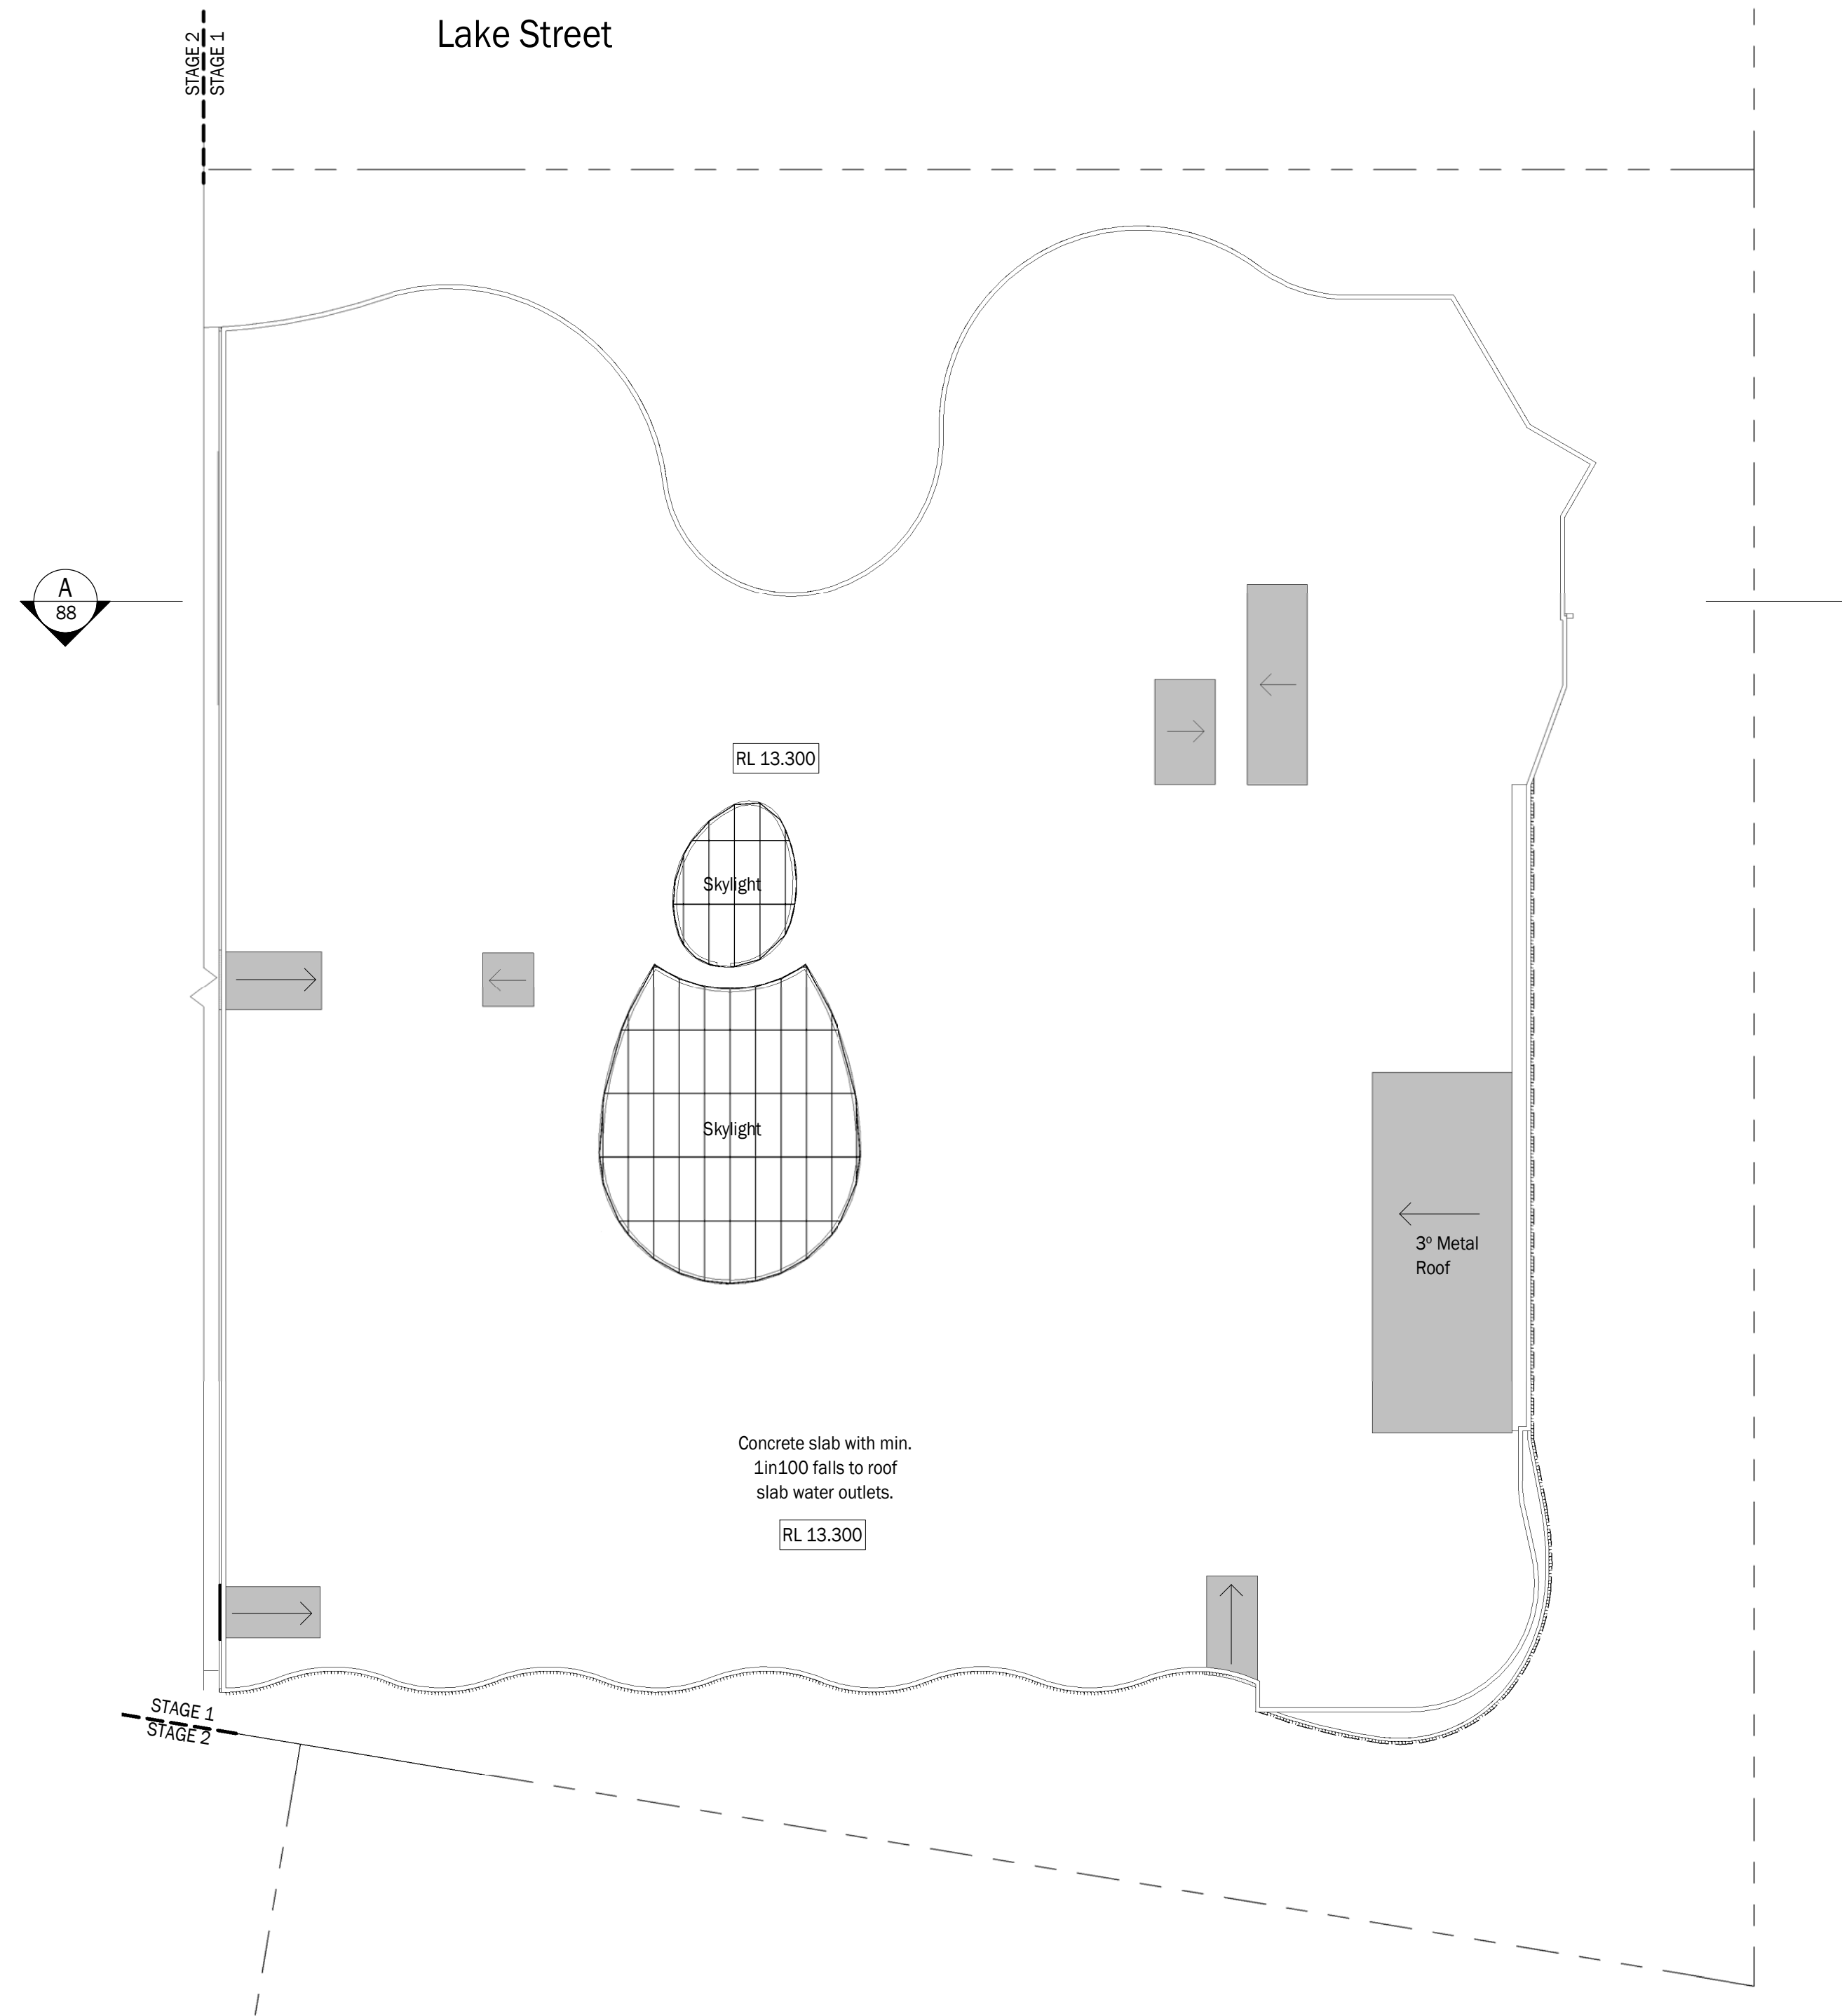 Lake Street
STAGE 2
STAGE 1
A
88
RL 13.300
Skylight
Skylight
3º Metal
Roof
Concrete slab with min.
1in100 falls to roof
slab water outlets.
RL 13.300
STAGE 1
STAGE 2